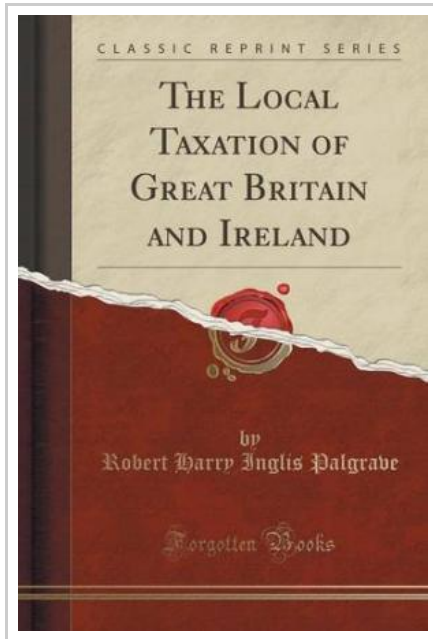 CLASSIC REPRINT SERIES
THE LOCAL
TAXATION OF
GREAT BRITAIN
AND IRELAND
by
Robert Harry Inglis Palgrave
Forgotten Books